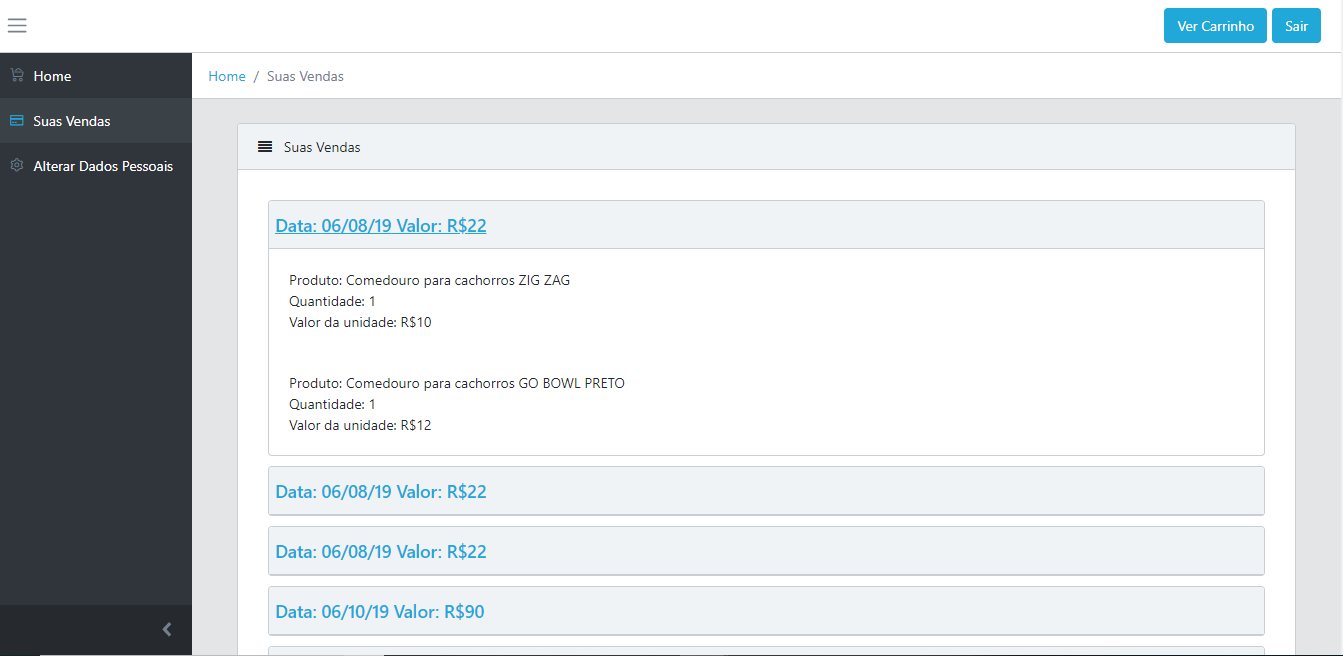 Ver Carrinho
Sair
Home
Suas Vendas
Alterar Dados Pessoais
Home / Suas Vendas
Suas Vendas
Data: 06/08/19 Valor: R$22
Produto: Comedouro para cachorros ZIG ZAG
Quantidade: 1
Valor da unidade: R$10
Produto: Comedouro para cachorros GO BOWL PRETO
Quantidade: 1
Valor da unidade: R$12
Data: 06/08/19 Valor: R$22
Data: 06/08/19 Valor: R$22
Data: 06/10/19 Valor: R$90